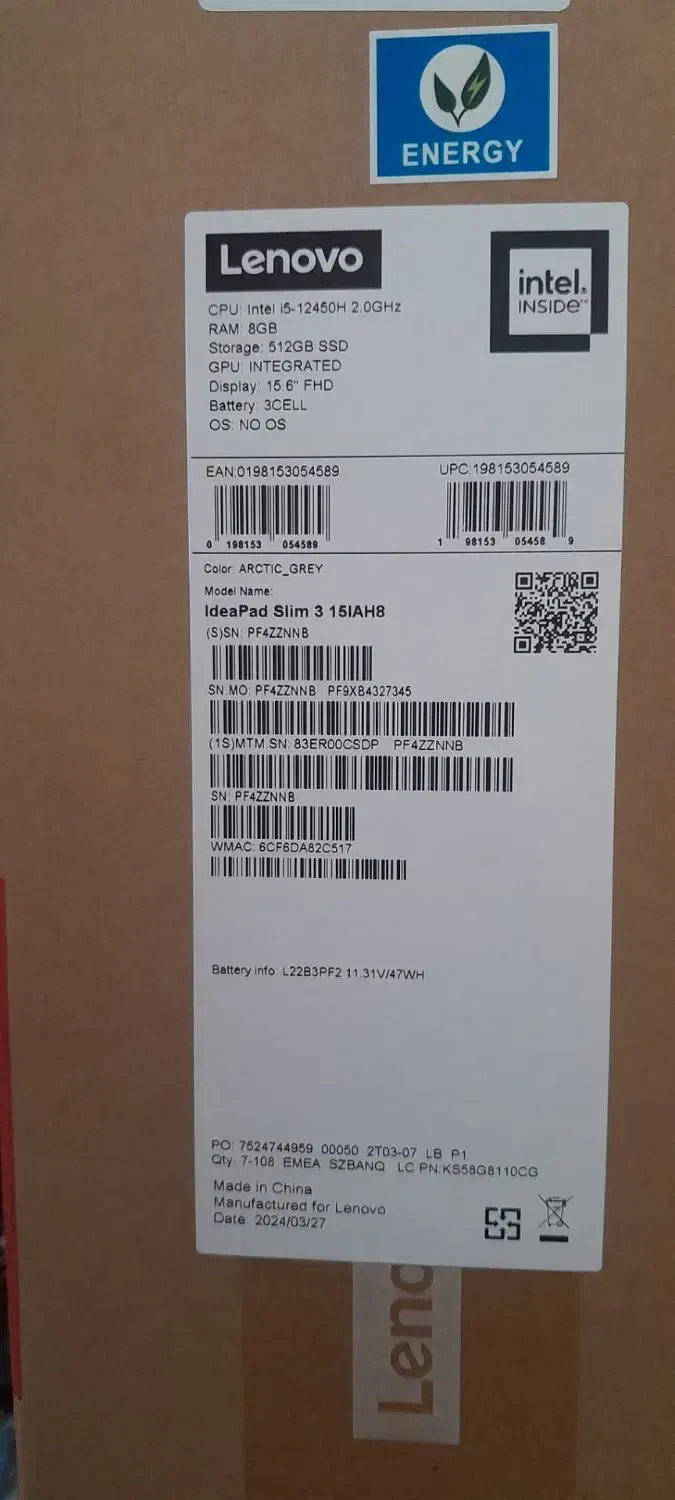 ENERGY
Lenovo
intel.
INSIDE™
CPU: Intel i5-12450H 2.0GHz
RAM: 8GB
Storage: 512GB SSD
GPU: INTEGRATED
Display: 15.6" FHD
Battery: 3CELL
OS: NO OS
EAN:0198153054589
UPC:198153054589
0 198153 054589
1 98153 05458 9
Color: ARCTIC_GREY
Model Name:
IdeaPad Slim 3 15IAH8
(S)SN: PF4ZZNNB
SN.MO: PF4ZZNNB PF9XB4327345
(1S)MTM.SN: 83ER00CSDP PF4ZZNNB
SN: PF4ZZNNB
WMAC: 6CF6DA82C517
Battery info: L22B3PF2 11.31V/47WH
PO: 7524744959 00050 2T03-07 LB P1
Qty: 7-108 EMEA SZBANQ LC PN:KS58G8110CG
Made in China
Manufactured for Lenovo
Date: 2024/03/27
Leno